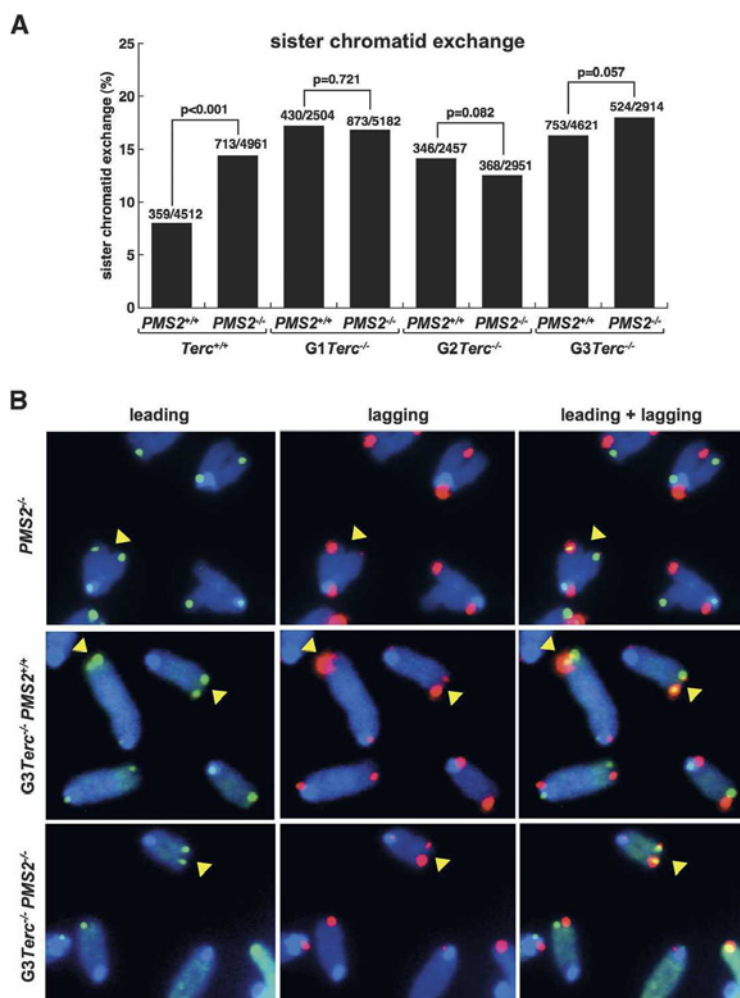 A
sister chromatid exchange
sister chromatid exchange (%)
25
20
15
10
5
0
p<0.001
p=0.721
p=0.082
p=0.057
359/4512
713/4961
430/2504
873/5182
346/2457
368/2951
753/4621
524/2914
PMS2+/+ PMS2-/- PMS2+/+ PMS2-/- PMS2+/+ PMS2-/- PMS2+/+ PMS2-/-
Terc+/+ G1Terc-/- G2Terc-/- G3Terc-/-
B
leading lagging leading + lagging
PMS2-/-
G3Terc-/- PMS2+/+
G3Terc-/- PMS2-/-